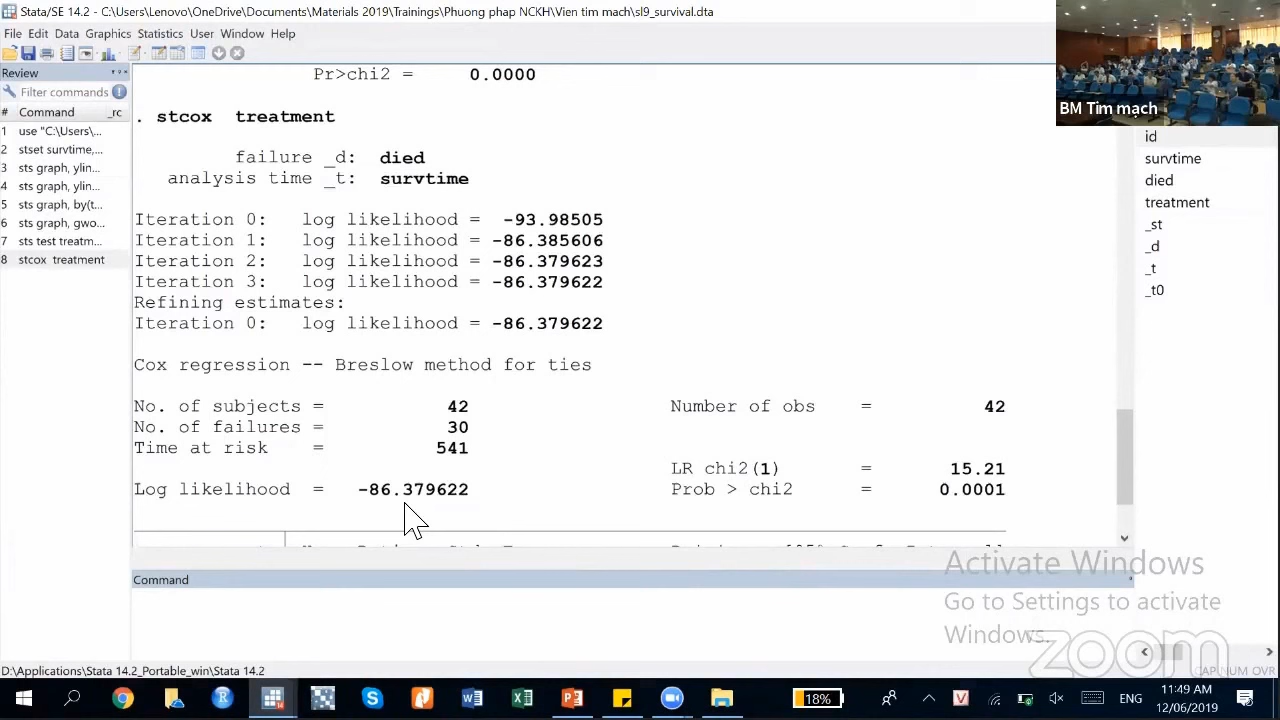 Stata/SE 14.2 - C:\Users\Lenovo\OneDrive\Documents\Materials 2019\Trainings\Phuong phap NCKH\Vien tim mach\sl9_survival.dta
File Edit Data Graphics Statistics User Window Help
Review
Filter commands
# Command _rc
1 use "C:\Users\...
2 stset survtime,...
3 sts graph, ylin...
4 sts graph, ylin...
5 sts graph, by(t...
6 sts graph, gwo...
7 sts test treatm...
8 stcox treatment
Pr>chi2 = 0.0000
. stcox treatment
failure _d: died
analysis time _t: survtime
Iteration 0: log likelihood = -93.98505
Iteration 1: log likelihood = -86.385606
Iteration 2: log likelihood = -86.379623
Iteration 3: log likelihood = -86.379622
Refining estimates:
Iteration 0: log likelihood = -86.379622
Cox regression -- Breslow method for ties
No. of subjects = 42 Number of obs = 42
No. of failures = 30
Time at risk = 541
LR chi2(1) = 15.21
Log likelihood = -86.379622 Prob > chi2 = 0.0001
Command
BM Tim mạch
id
survtime
died
treatment
_st
_d
_t
_t0
Activate Windows
Go to Settings to activate
Windows.
zoom
D:\Applications\Stata 14.2_Portable_win\Stata 14.2
CAP NUM OVR
18%
ENG
11:49 AM
12/06/2019